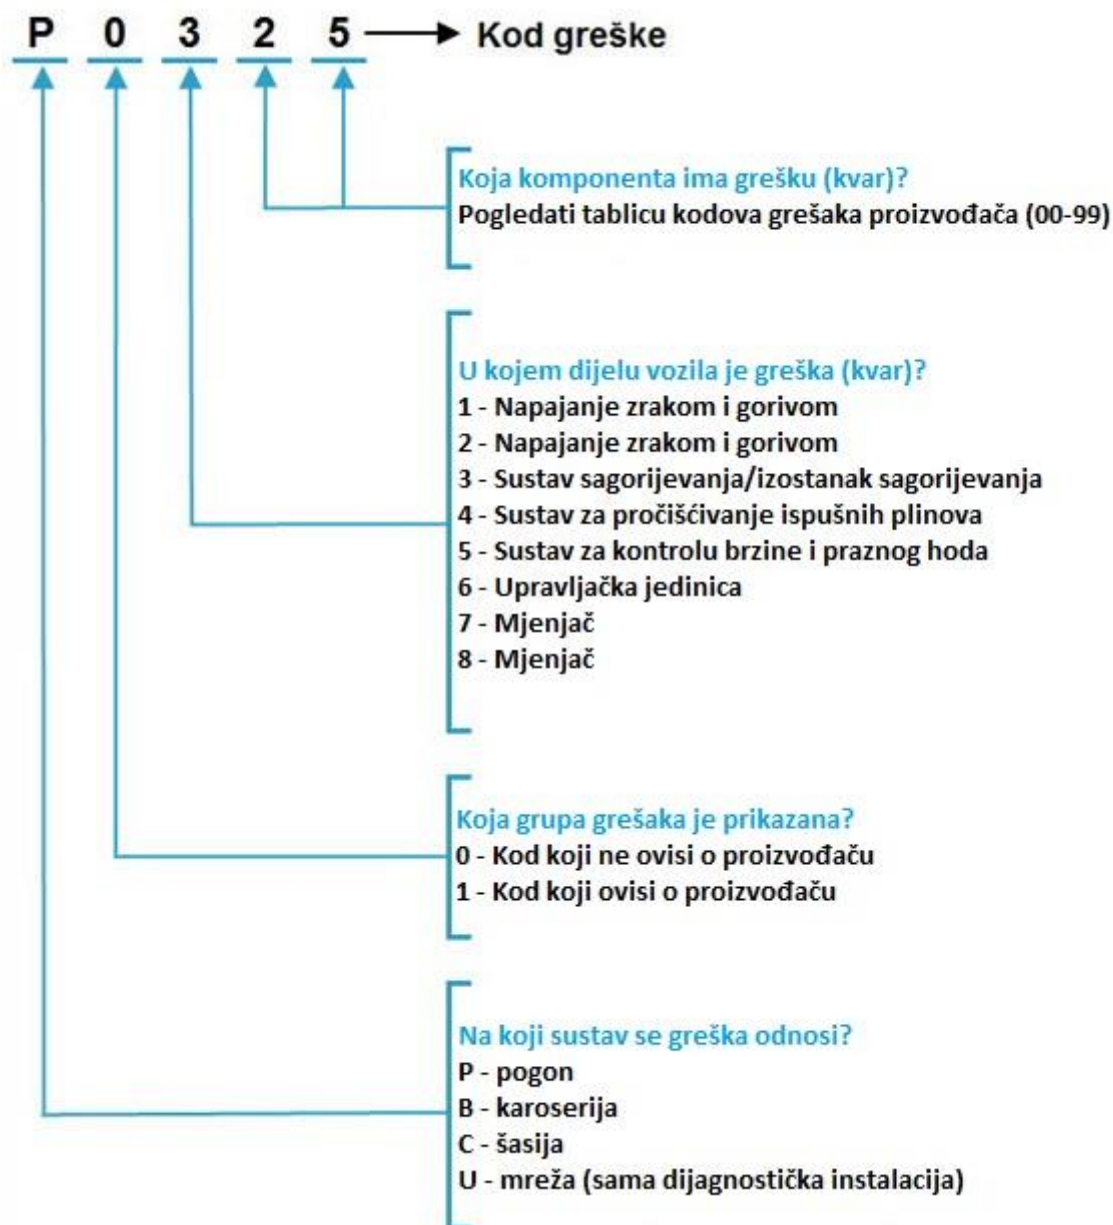 P 0 3 2 5 Kod greške
Koja komponenta ima grešku (kvar)?
Pogledati tablicu kodova grešaka proizvođača (00-99)
U kojem dijelu vozila je greška (kvar)?
1 - Napajanje zrakom i gorivom
2 - Napajanje zrakom i gorivom
3 - Sustav sagorijevanja/izostanak sagorijevanja
4 - Sustav za pročišćivanje ispušnih plinova
5 - Sustav za kontrolu brzine i praznog hoda
6 - Upravljačka jedinica
7 - Mjenjač
8 - Mjenjač
Koja grupa grešaka je prikazana?
0 - Kod koji ne ovisi o proizvođaču
1 - Kod koji ovisi o proizvođaču
Na koji sustav se greška odnosi?
P - pogon
B - karoserija
C - šasija
U - mreža (sama dijagnostička instalacija)